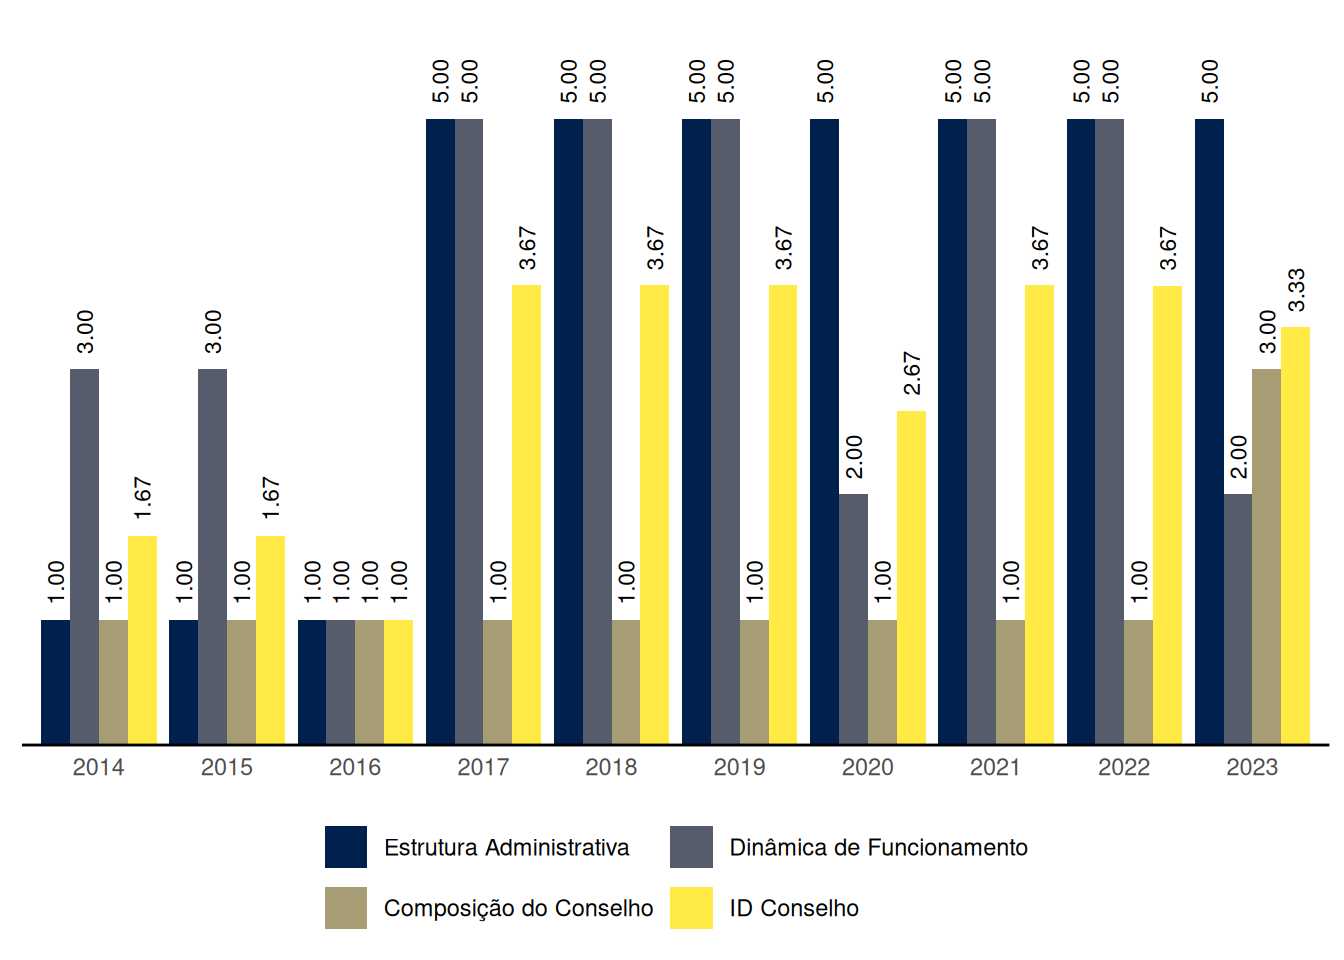 1.00 3.00 1.00 1.67
1.00 3.00 1.00 1.67
1.00 1.00 1.00 1.00
5.00 5.00 1.00 3.67
5.00 5.00 1.00 3.67
5.00 5.00 1.00 3.67
5.00 2.00 1.00 2.67
5.00 5.00 1.00 3.67
5.00 5.00 1.00 3.67
5.00 2.00 3.00 3.33
2014 2015 2016 2017 2018 2019 2020 2021 2022 2023
Estrutura Administrativa Dinâmica de Funcionamento
Composição do Conselho ID Conselho